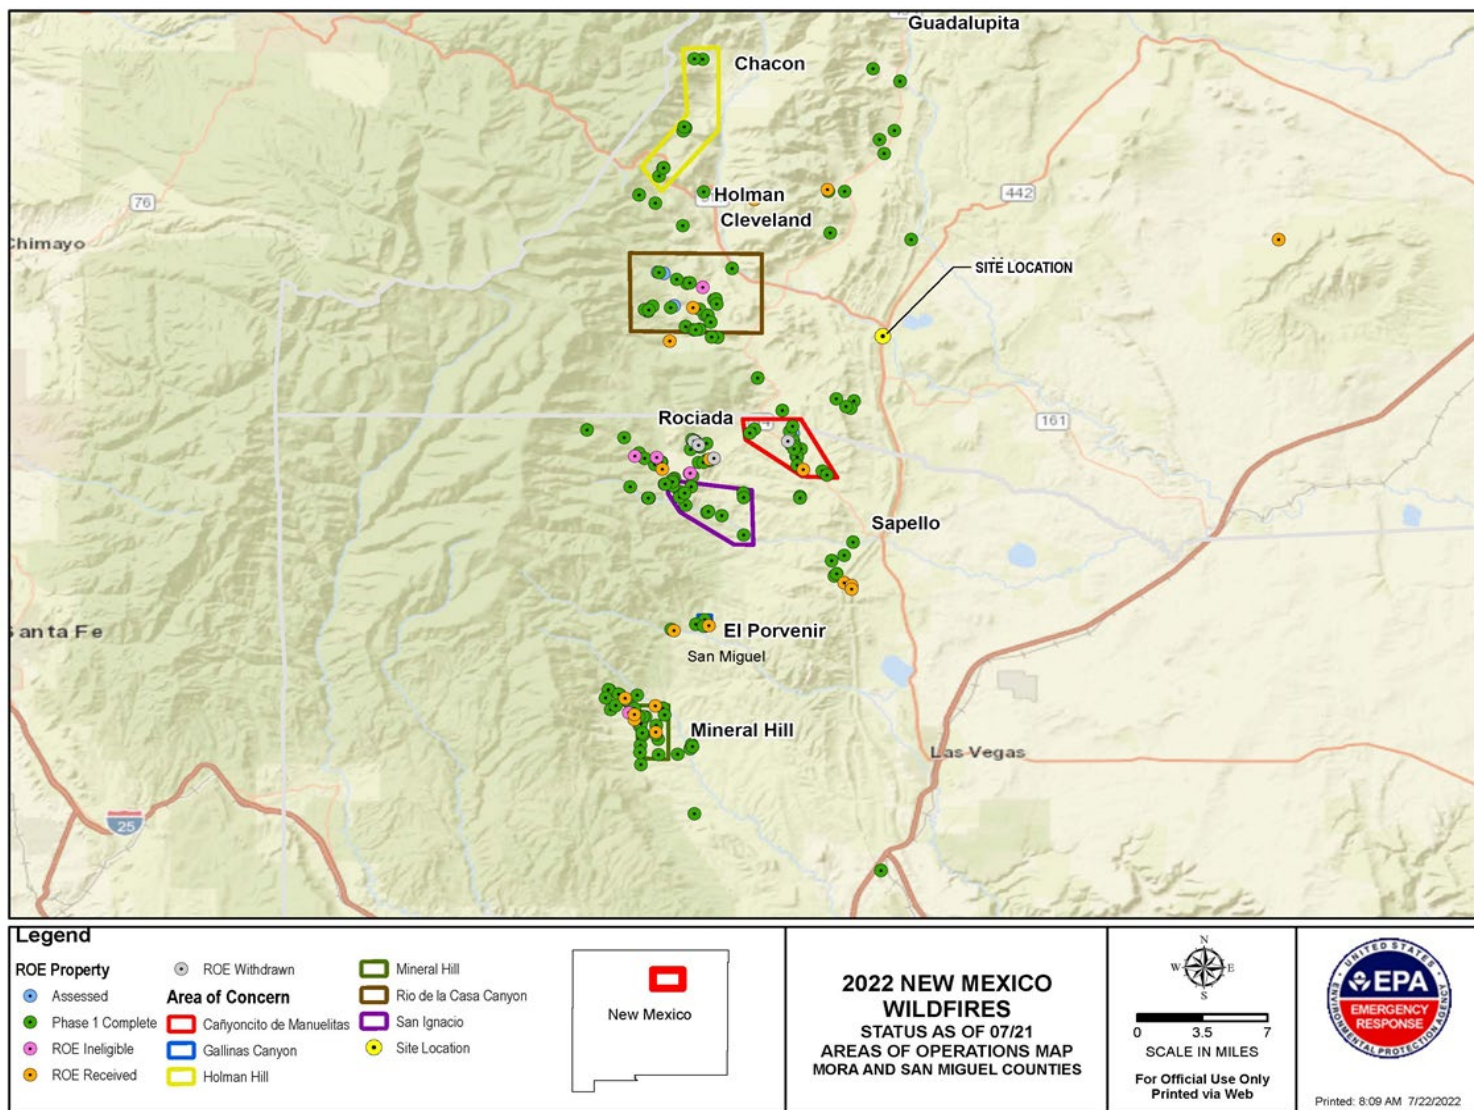 Guadalupita
Chacon
76
Holman
442
Cleveland
Chimayo
SITE LOCATION
Rociada
161
Sapello
Santa Fe
El Porvenir
San Miguel
Mineral Hill
Las Vegas
25
Legend
ROE Property
Assessed
Phase 1 Complete
ROE Ineligible
ROE Received
ROE Withdrawn
Area of Concern
Cañyoncito de Manuelitas
Gallinas Canyon
Holman Hill
Mineral Hill
Rio de la Casa Canyon
San Ignacio
Site Location
New Mexico
2022 NEW MEXICO
WILDFIRES
STATUS AS OF 07/21
AREAS OF OPERATIONS MAP
MORA AND SAN MIGUEL COUNTIES
N
W E
S
0 3.5 7
SCALE IN MILES
For Official Use Only
Printed via Web
UNITED STATES
EPA
EMERGENCY
RESPONSE
ENVIRONMENTAL PROTECTION AGENCY
Printed: 8:09 AM 7/22/2022